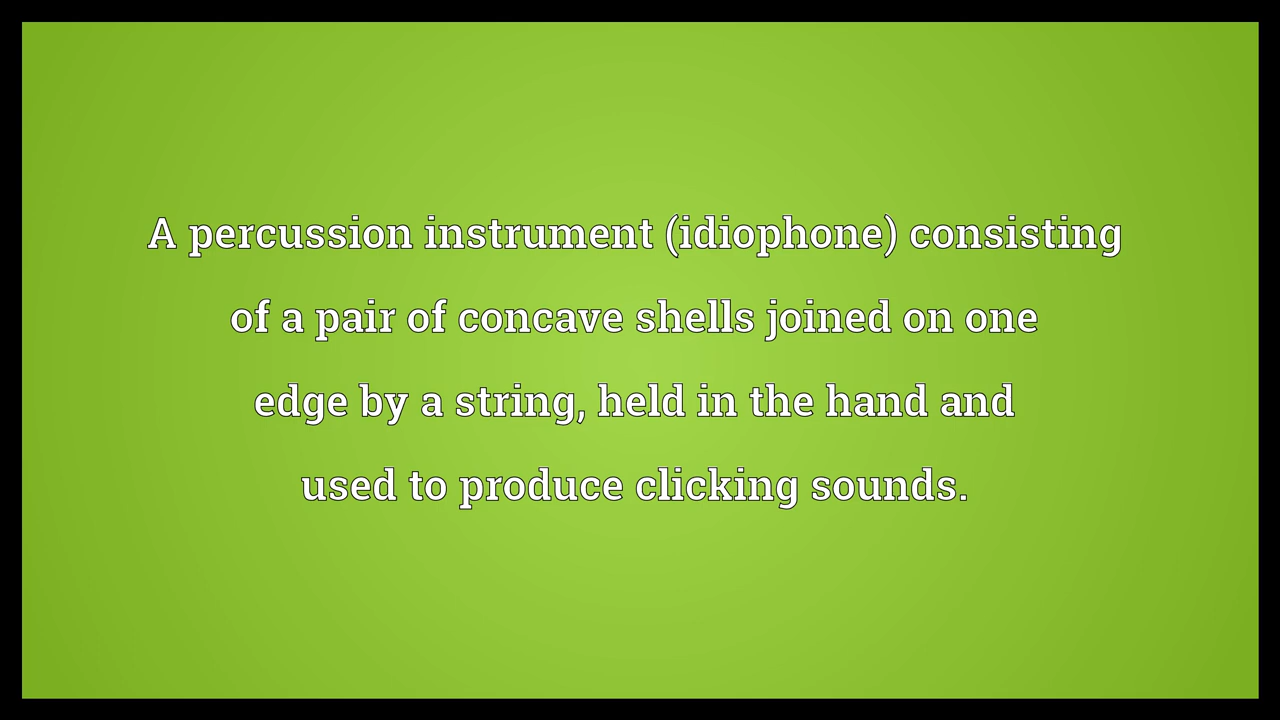 A percussion instrument (idiophone) consisting
of a pair of concave shells joined on one
edge by a string, held in the hand and
used to produce clicking sounds.